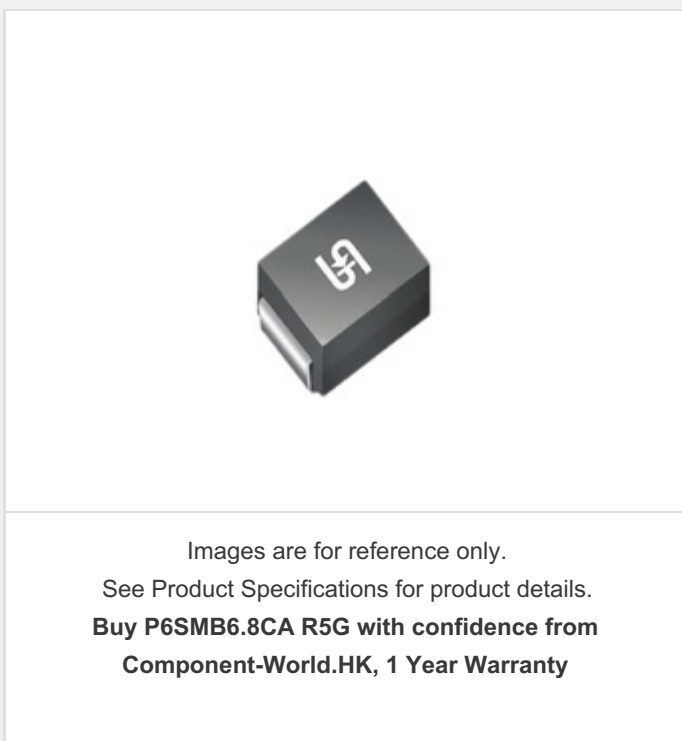 Images are for reference only.
See Product Specifications for product details.
Buy P6SMB6.8CA R5G with confidence from
Component-World.HK, 1 Year Warranty